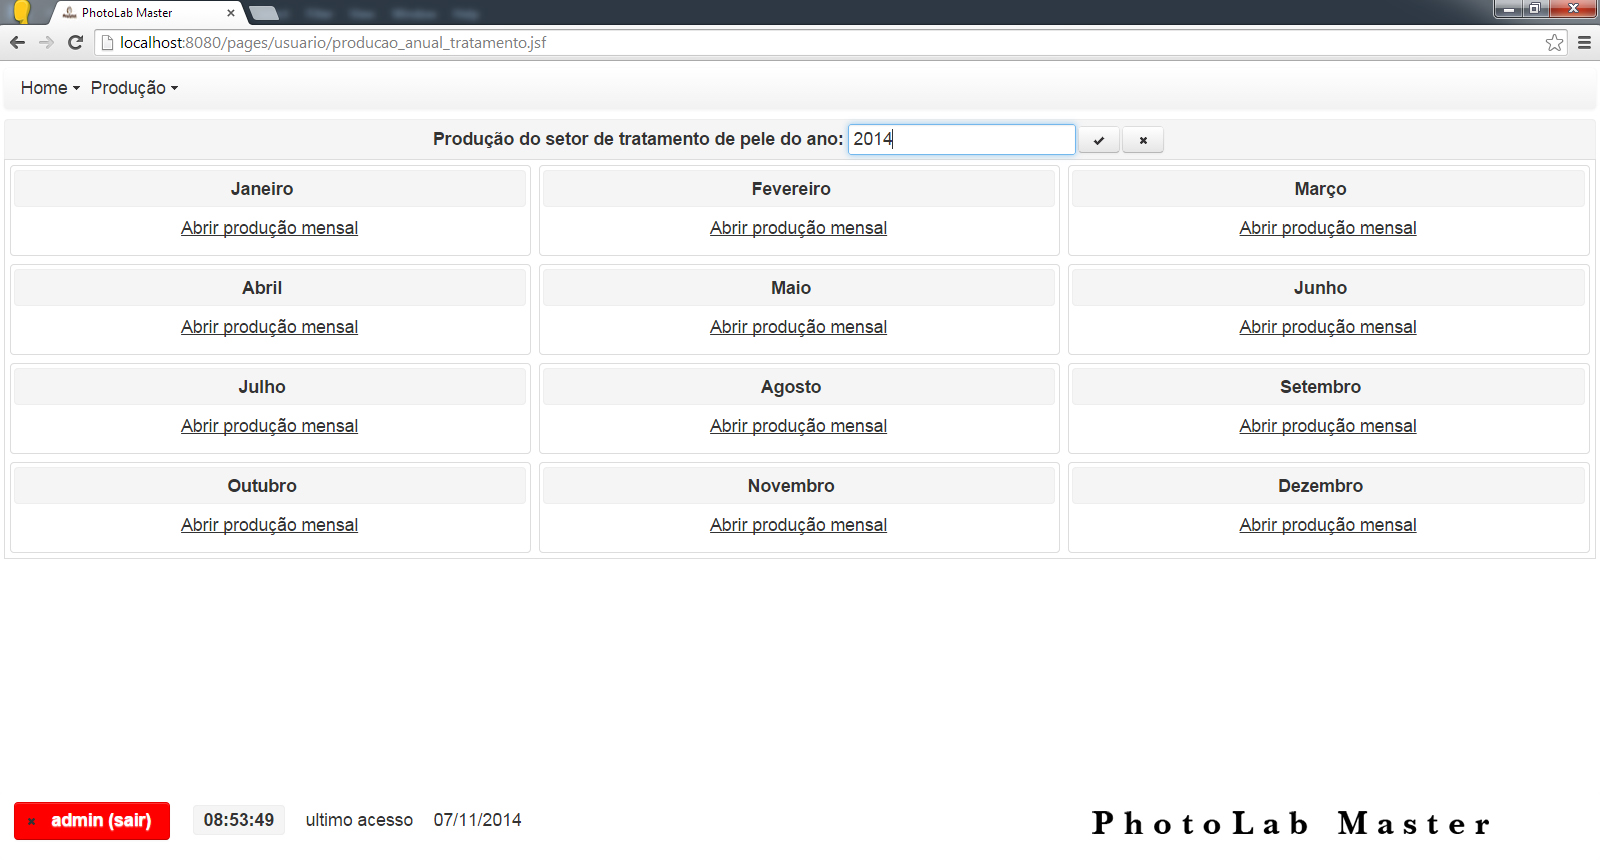 PhotoLab Master
localhost:8080/pages/usuario/producao_anual_tratamento.jsf
Home Produção
Produção do setor de tratamento de pele do ano: 2014
Janeiro Fevereiro Março
Abrir produção mensal Abrir produção mensal Abrir produção mensal
Abril Maio Junho
Abrir produção mensal Abrir produção mensal Abrir produção mensal
Julho Agosto Setembro
Abrir produção mensal Abrir produção mensal Abrir produção mensal
Outubro Novembro Dezembro
Abrir produção mensal Abrir produção mensal Abrir produção mensal
admin (sair) 08:53:49 ultimo acesso 07/11/2014 PhotoLab Master